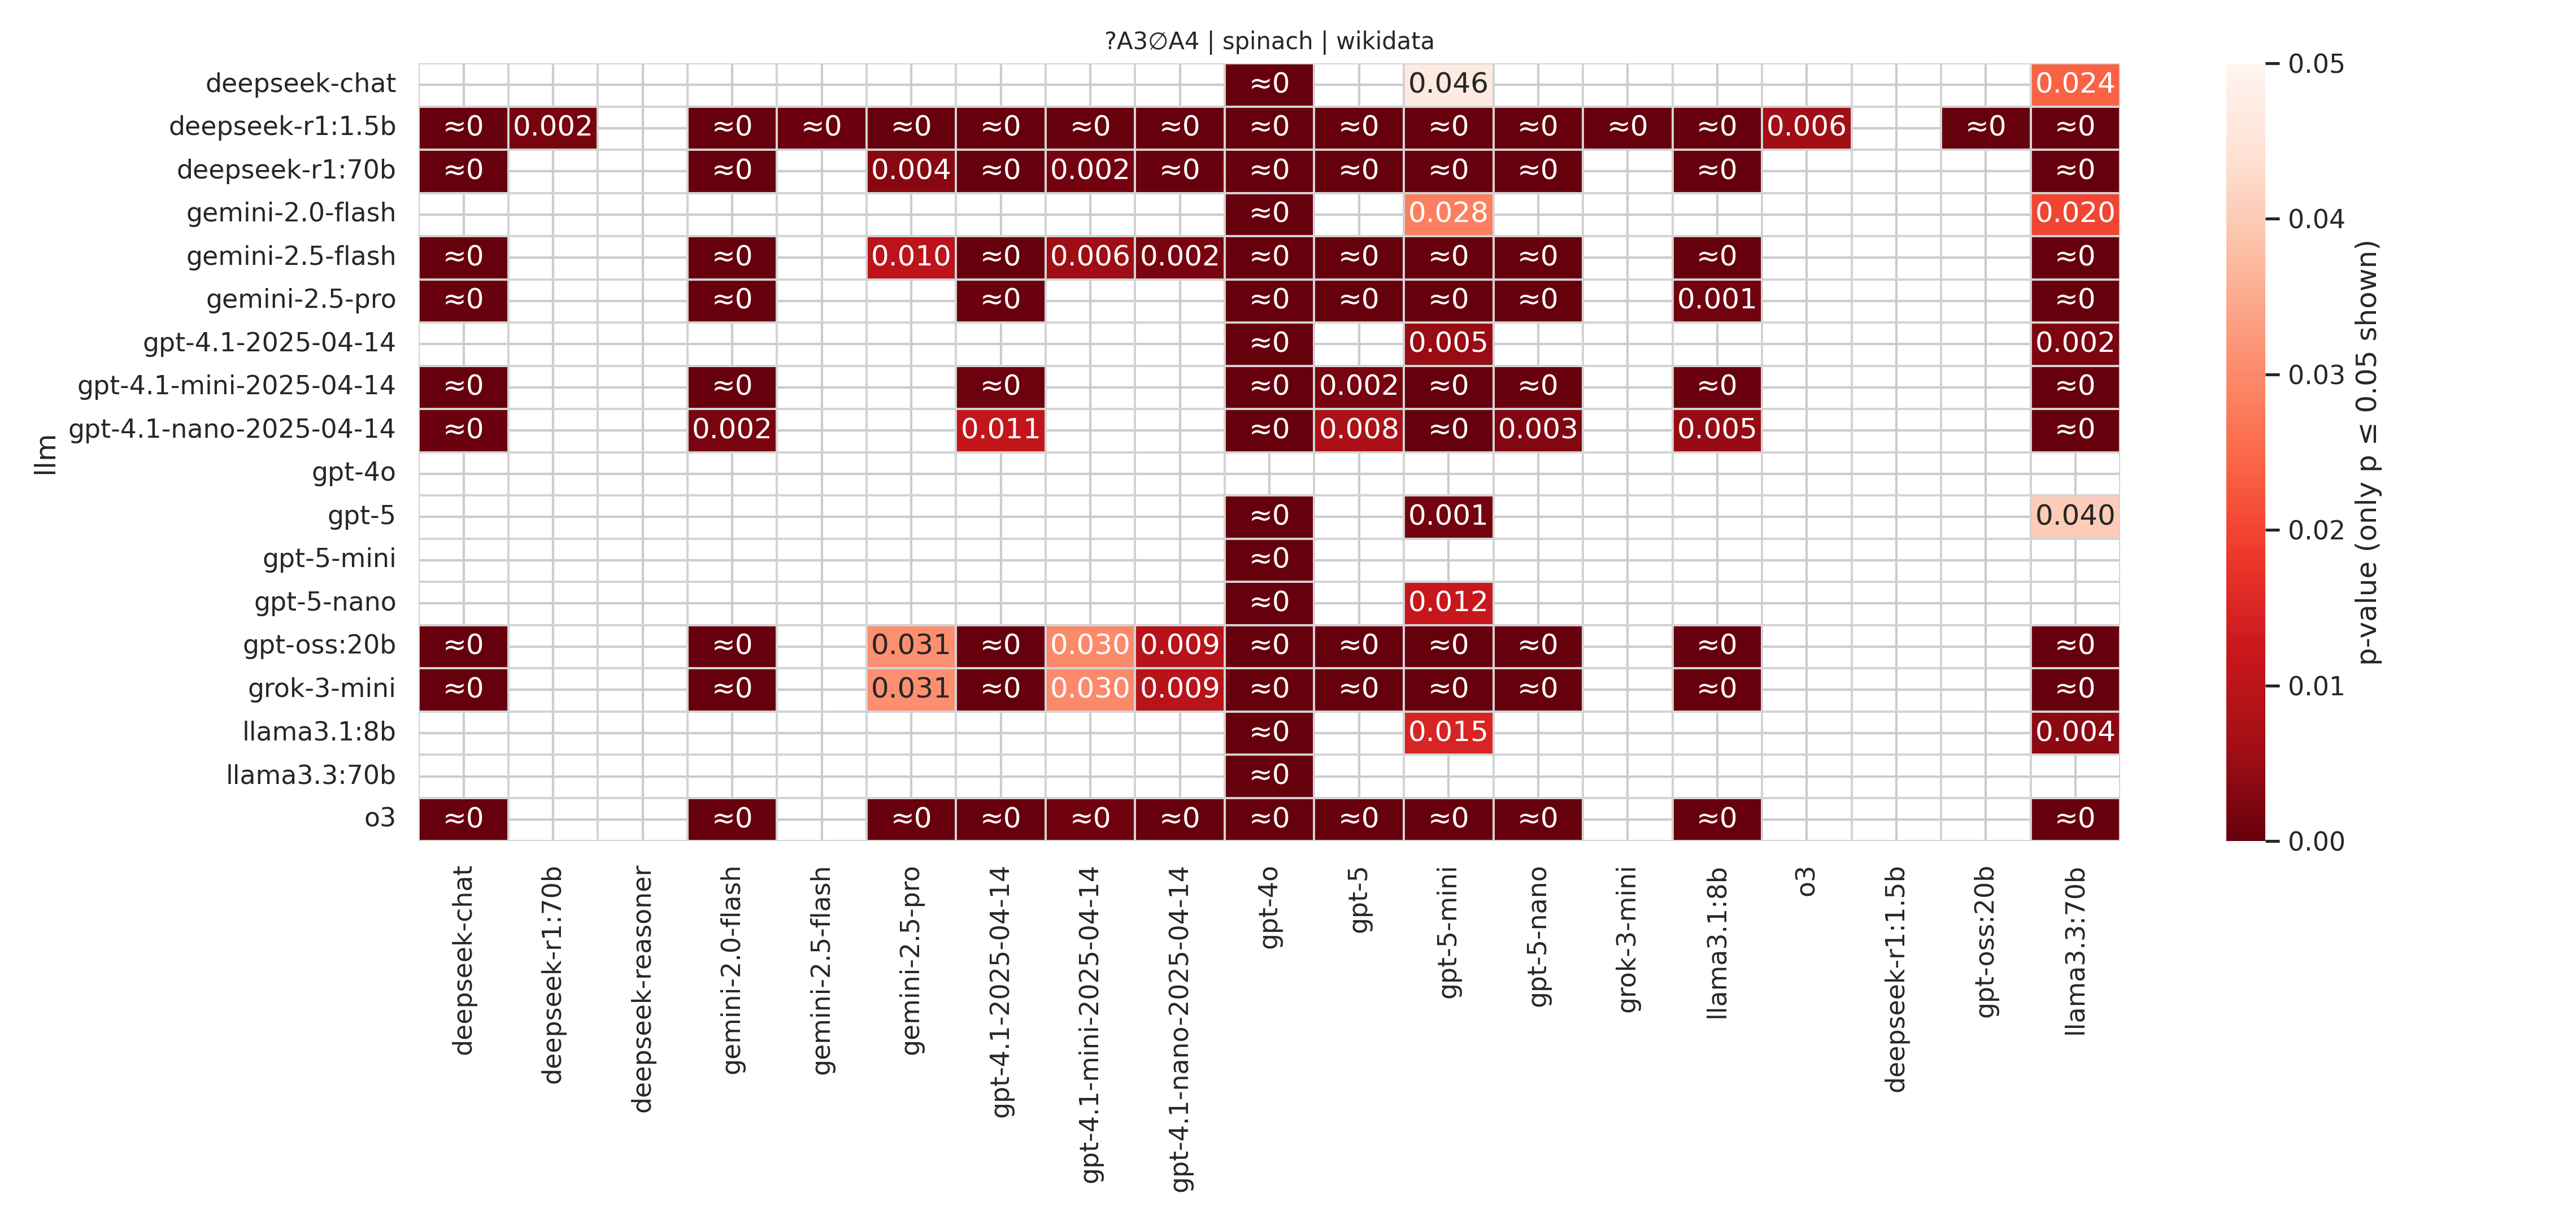 ?A3∅A4 | spinach | wikidata
deepseek-chat ≈0 0.046 0.024
deepseek-r1:1.5b ≈0 0.002 ≈0 ≈0 ≈0 ≈0 ≈0 ≈0 ≈0 ≈0 ≈0 ≈0 ≈0 ≈0 0.006 ≈0 ≈0
deepseek-r1:70b ≈0 ≈0 0.004 ≈0 0.002 ≈0 ≈0 ≈0 ≈0 ≈0 ≈0 ≈0
gemini-2.0-flash ≈0 0.028 0.020
gemini-2.5-flash ≈0 ≈0 0.010 ≈0 0.006 0.002 ≈0 ≈0 ≈0 ≈0 ≈0 ≈0
gemini-2.5-pro ≈0 ≈0 ≈0 ≈0 ≈0 ≈0 ≈0 0.001 ≈0
gpt-4.1-2025-04-14 ≈0 0.005 0.002
gpt-4.1-mini-2025-04-14 ≈0 ≈0 ≈0 ≈0 0.002 ≈0 ≈0 ≈0 ≈0
gpt-4.1-nano-2025-04-14 ≈0 0.002 0.011 ≈0 0.008 ≈0 0.003 0.005 ≈0
gpt-4o
gpt-5 ≈0 0.001 0.040
gpt-5-mini ≈0
gpt-5-nano ≈0 0.012
gpt-oss:20b ≈0 ≈0 0.031 ≈0 0.030 0.009 ≈0 ≈0 ≈0 ≈0 ≈0 ≈0
grok-3-mini ≈0 ≈0 0.031 ≈0 0.030 0.009 ≈0 ≈0 ≈0 ≈0 ≈0 ≈0
llama3.1:8b ≈0 0.015 0.004
llama3.3:70b ≈0
o3 ≈0 ≈0 ≈0 ≈0 ≈0 ≈0 ≈0 ≈0 ≈0 ≈0 ≈0 ≈0
llm
deepseek-chat
deepseek-r1:70b
deepseek-reasoner
gemini-2.0-flash
gemini-2.5-flash
gemini-2.5-pro
gpt-4.1-2025-04-14
gpt-4.1-mini-2025-04-14
gpt-4.1-nano-2025-04-14
gpt-4o
gpt-5
gpt-5-mini
gpt-5-nano
grok-3-mini
llama3.1:8b
o3
deepseek-r1:1.5b
gpt-oss:20b
llama3.3:70b
0.05
0.04
0.03
0.02
0.01
0.00
p-value (only p ≤ 0.05 shown)